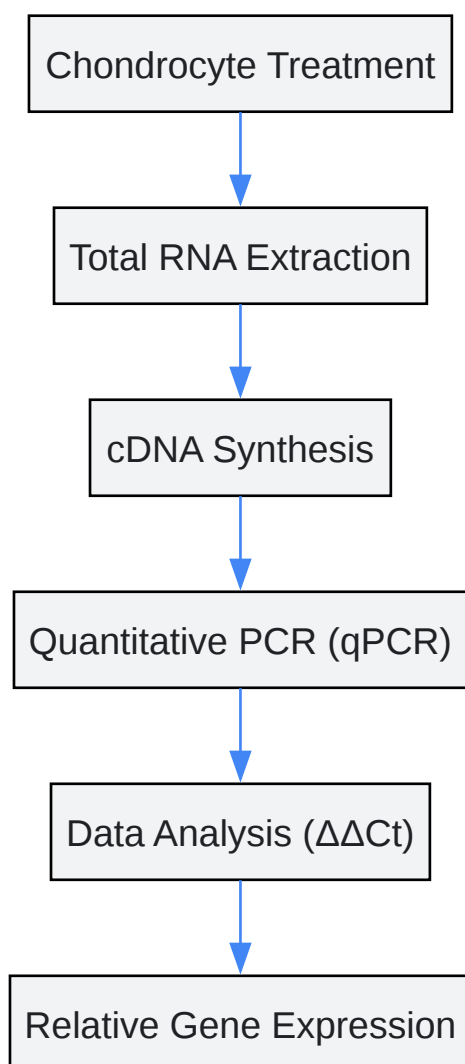 Chondrocyte Treatment
Total RNA Extraction
cDNA Synthesis
Quantitative PCR (qPCR)
Data Analysis (ΔΔCt)
Relative Gene Expression